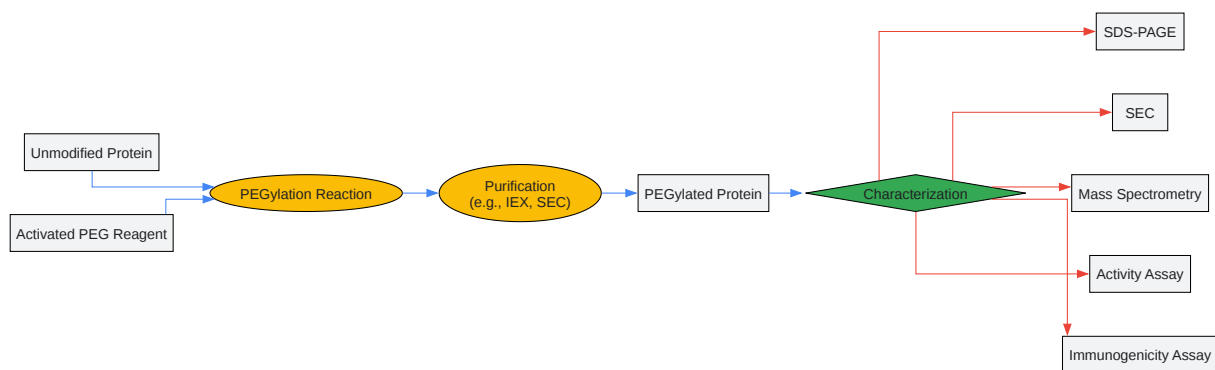 SDS-PAGE
SEC
Unmodified Protein
Activated PEG Reagent
PEGylation Reaction
Purification
(e.g., IEX, SEC)
PEGylated Protein
Characterization
Mass Spectrometry
Activity Assay
Immunogenicity Assay